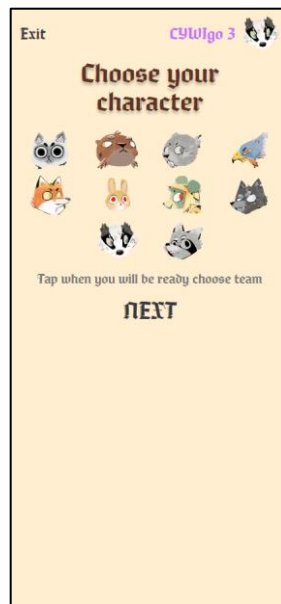 Exit
CYWIgo 3
Choose your
character
Tap when you will be ready choose team
NEXT